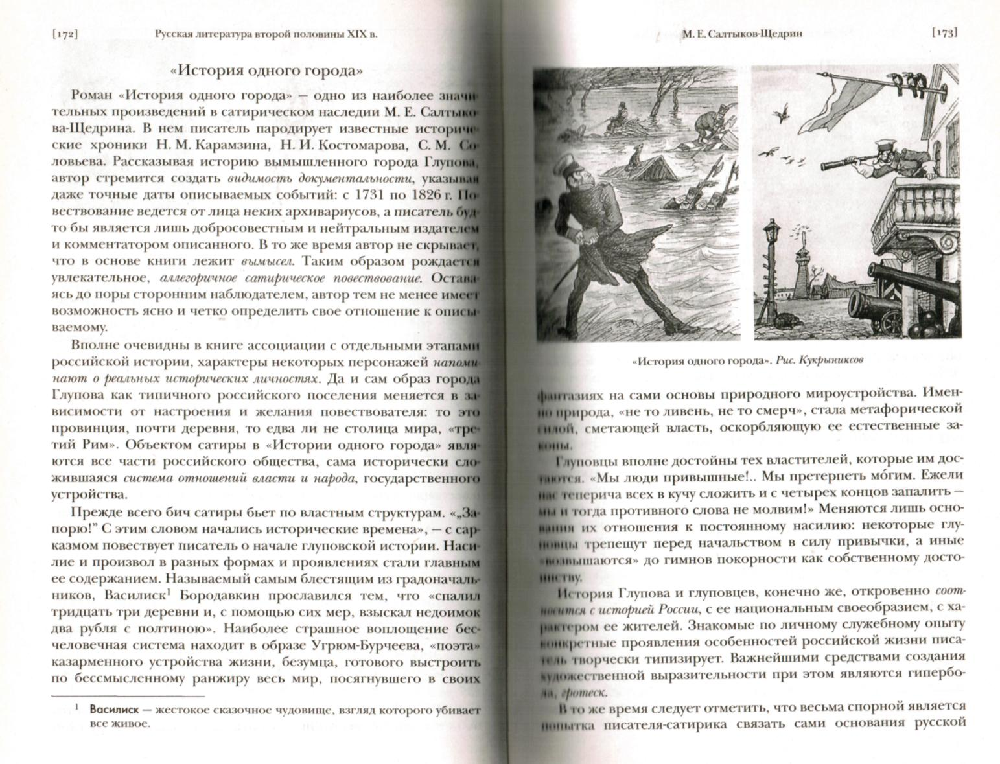 [172]
Русская литература второй половины XIX в.
«История одного города»
Роман «История одного города» — одно из наиболее значи-
тельных произведений в сатирическом наследии М. Е. Салтыко-
ва-Щедрина. В нем писатель пародирует известные историче-
ские хроники Н. М. Карамзина, Н. И. Костомарова, С. М. Со-
ловьева. Рассказывая историю вымышленного города Глупова,
автор стремится создать видимость документальности, указывая
даже точные даты описываемых событий: с 1731 по 1826 г. По-
вествование ведется от лица неких архивариусов, а писатель буд-
то бы является лишь добросовестным и нейтральным издателем
и комментатором описанного. В то же время автор не скрывает,
что в основе книги лежит вымысел. Таким образом рождается
увлекательное, аллегоричное сатирическое повествование. Остава-
ясь до поры сторонним наблюдателем, автор тем не менее имеет
возможность ясно и четко определить свое отношение к описы-
ваемому.
Вполне очевидны в книге ассоциации с отдельными этапами
российской истории, характеры некоторых персонажей напоми-
нают о реальных исторических личностях. Да и сам образ города
Глупова как типичного российского поселения меняется в за-
висимости от настроения и желания повествователя: то это
провинция, почти деревня, то едва ли не столица мира, «тре-
тий Рим». Объектом сатиры в «Истории одного города» явля-
ются все части российского общества, сама исторически сло-
жившаяся система отношений власти и народа, государственного
устройства.
Прежде всего бич сатиры бьет по властным структурам. «„За-
порю!” С этим словом начались исторические времена», — с сар-
казмом повествует писатель о начале глуповской истории. Наси-
лие и произвол в разных формах и проявлениях стали главным
ее содержанием. Называемый самым блестящим из градоначаль-
ников, Василиск¹ Бородавкин прославился тем, что «спалил
тридцать три деревни и, с помощью сих мер, взыскал недоимок
два рубля с полтиною». Наиболее страшное воплощение бес-
человечная система находит в образе Угрюм-Бурчеева, «поэта»
казарменного устройства жизни, безумца, готового выстроить
по бессмысленному ранжиру весь мир, посягнувшего в своих
¹ Василиск — жестокое сказочное чудовище, взгляд которого убивает
все живое.
М. Е. Салтыков-Щедрин
[173]
«История одного города». Рис. Кукрыниксов
фантазиях на сами основы природного мироустройства. Имен-
но природа, «не то ливень, не то смерч», стала метафорической
силой, сметающей власть, оскорбляющую ее естественные за-
коны.
Глуповцы вполне достойны тех властителей, которые им дос-
таются. «Мы люди привышные!.. Мы претерпеть мо́гим. Ежели
нас теперича всех в кучу сложить и с четырех концов запалить —
мы и тогда противного слова не молвим!» Меняются лишь осно-
вания их отношения к постоянному насилию: некоторые глу-
повцы трепещут перед начальством в силу привычки, а иные
«возвышаются» до гимнов покорности как собственному досто-
инству.
История Глупова и глуповцев, конечно же, откровенно соот-
носится с историей России, с ее национальным своеобразием, с ха-
рактером ее жителей. Знакомые по личному служебному опыту
конкретные проявления особенностей российской жизни писа-
тель творчески типизирует. Важнейшими средствами создания
художественной выразительности при этом являются гипербо-
ла, гротеск.
В то же время следует отметить, что весьма спорной является
попытка писателя-сатирика связать сами основания русской